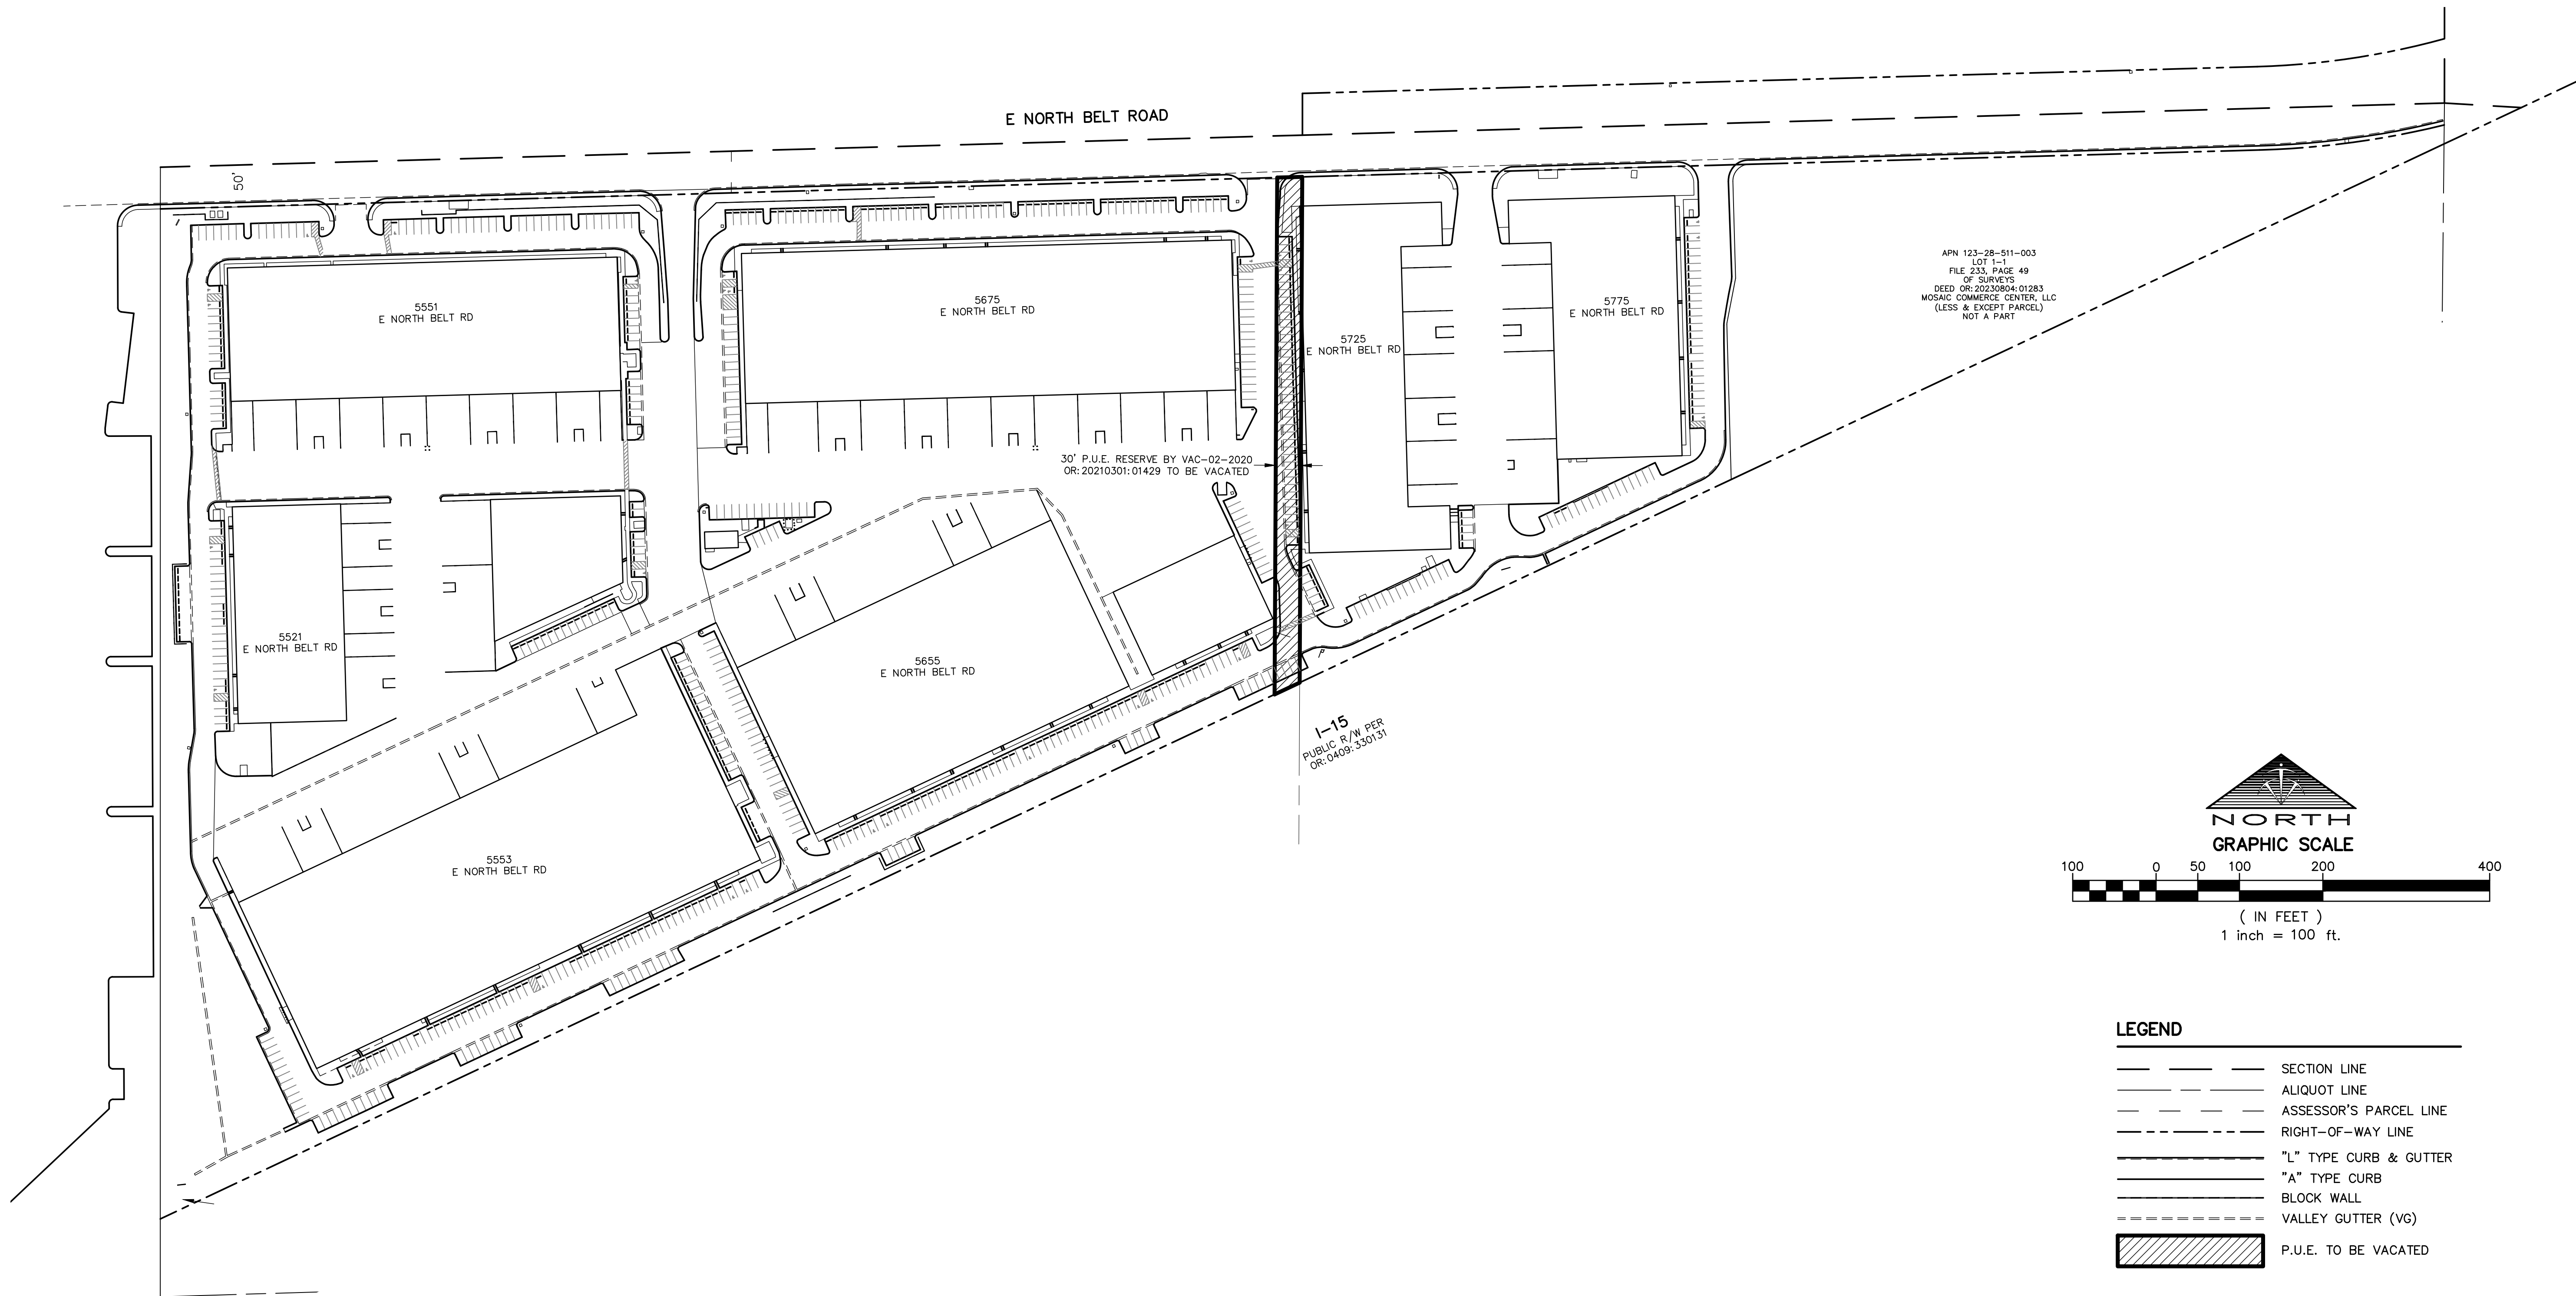 E NORTH BELT ROAD
50'
5551
E NORTH BELT RD
5675
E NORTH BELT RD
5725
E NORTH BELT RD
5775
E NORTH BELT RD
APN 123-28-511-003
LOT 1-1
FILE 233, PAGE 49
OF SURVEYS
DEED OR:20230804:01283
MOSAIC COMMERCE CENTER, LLC
(LESS & EXCEPT PARCEL)
NOT A PART
30' P.U.E. RESERVE BY VAC-02-2020
OR:20210301:01429 TO BE VACATED
5521
E NORTH BELT RD
5655
E NORTH BELT RD
5553
E NORTH BELT RD
I-15
PUBLIC R/W PER
OR:0409:330131
NORTH
GRAPHIC SCALE
100 0 50 100 200 400
( IN FEET )
1 inch = 100 ft.
LEGEND
SECTION LINE
ALIQUOT LINE
ASSESSOR'S PARCEL LINE
RIGHT-OF-WAY LINE
"L" TYPE CURB & GUTTER
"A" TYPE CURB
BLOCK WALL
VALLEY GUTTER (VG)
P.U.E. TO BE VACATED